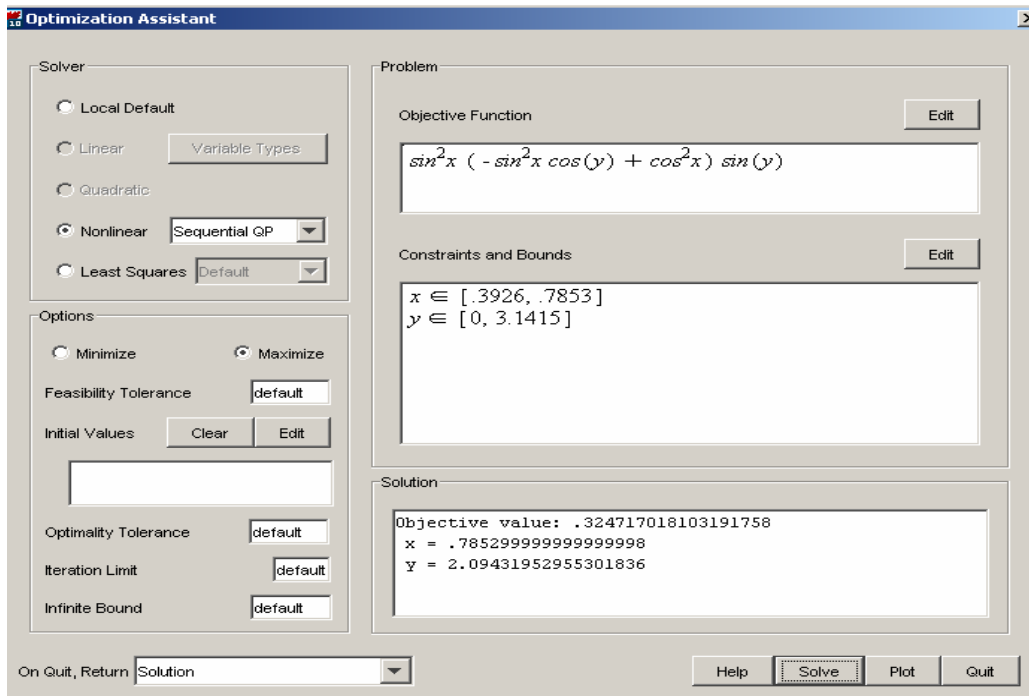 Optimization Assistant
Solver
Local Default
Linear
Variable Types
Quadratic
Nonlinear
Sequential QP
Least Squares
Default
Options
Minimize
Maximize
Feasibility Tolerance
default
Initial Values
Clear
Edit
Optimality Tolerance
default
Iteration Limit
default
Infinite Bound
default
Problem
Objective Function
Edit
sin²x ( - sin²x cos(y) + cos²x) sin(y)
Constraints and Bounds
Edit
x ∈ [.3926, .7853]
y ∈ [0, 3.1415]
Solution
Objective value: .324717018103191758
x = .785299999999999998
y = 2.09431952955301836
On Quit, Return
Solution
Help
Solve
Plot
Quit